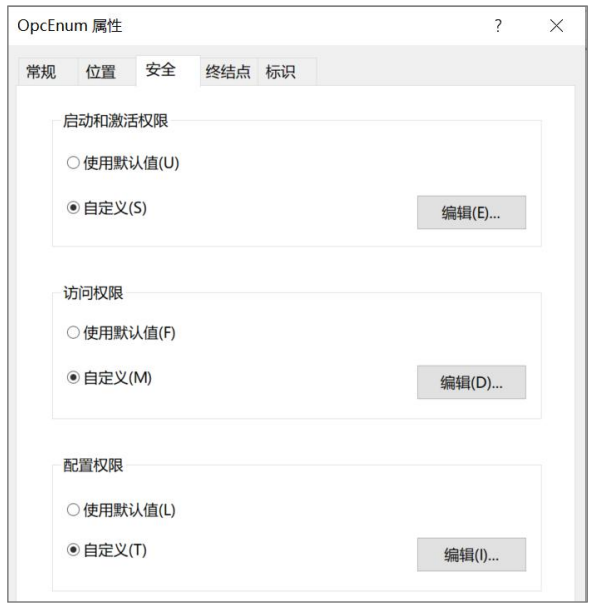 OpcEnum 属性 ? ×
常规 位置 安全 终结点 标识
启动和激活权限
使用默认值(U)
自定义(S) 编辑(E)...
访问权限
使用默认值(F)
自定义(M) 编辑(D)...
配置权限
使用默认值(L)
自定义(T) 编辑(I)...